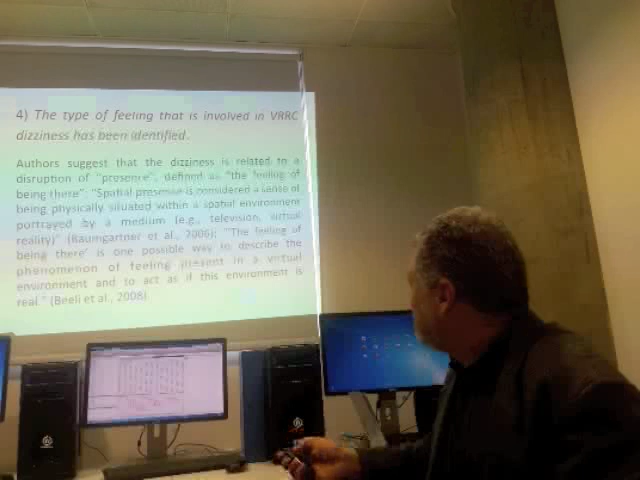 4) The type of feeling that is involved in VRRC
dizziness has been identified.
Authors suggest that the dizziness is related to a
disruption of "presence", defined as "the feeling of
being there": "Spatial presense is considered a sense of
being physically situated within a spatial environment
portrayed by a medium (e.g., television, virtual
reality)" (Baumgartner et al., 2006); "'The feeling of
being there' is one possible way to describe the
phenomenon of feeling present in a virtual
environment and to act as if this environment is
real." (Beeli et al., 2008)